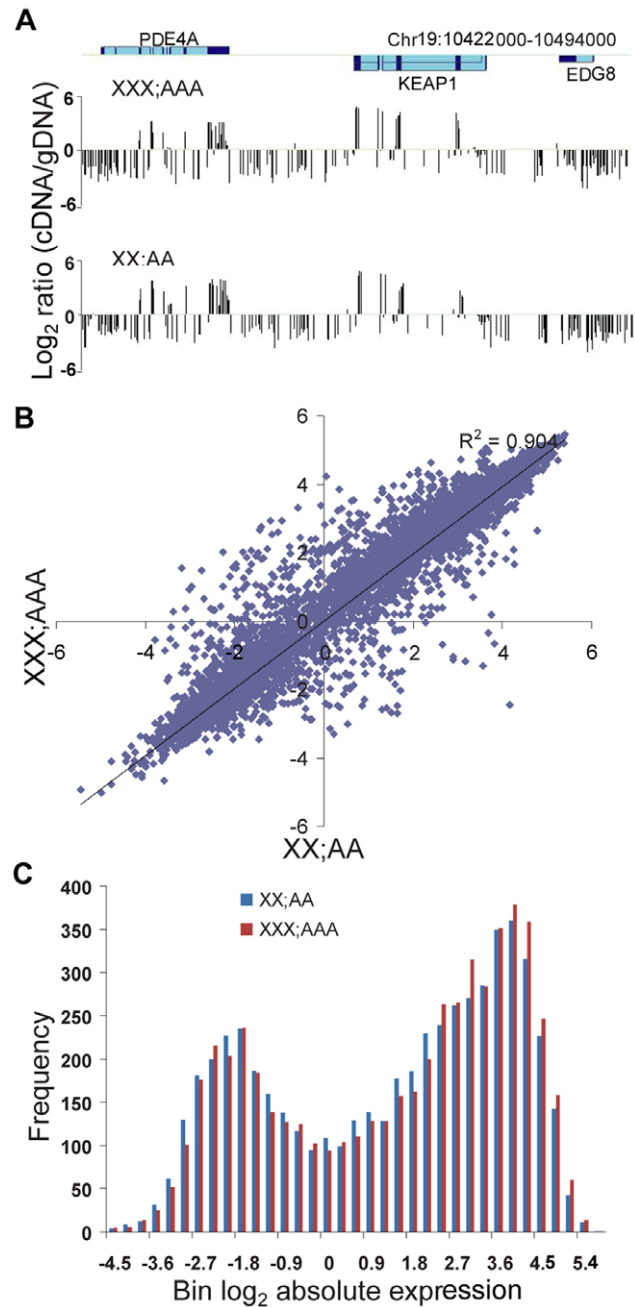 A
PDE4A
Chr19:10422000-10494000
KEAP1
EDG8
XXX;AAA
6
0
-6
XX:AA
6
0
-6
Log2 ratio (cDNA/gDNA)
B
R2 = 0.904
6
4
2
0
-2
-4
-6
-6 -4 -2 0 2 4 6
XXX;AAA
XX;AA
C
XX;AA
XXX;AAA
400
350
300
250
200
150
100
50
0
Frequency
-4.5 -3.6 -2.7 -1.8 -0.9 0 0.9 1.8 2.7 3.6 4.5 5.4
Bin log2 absolute expression